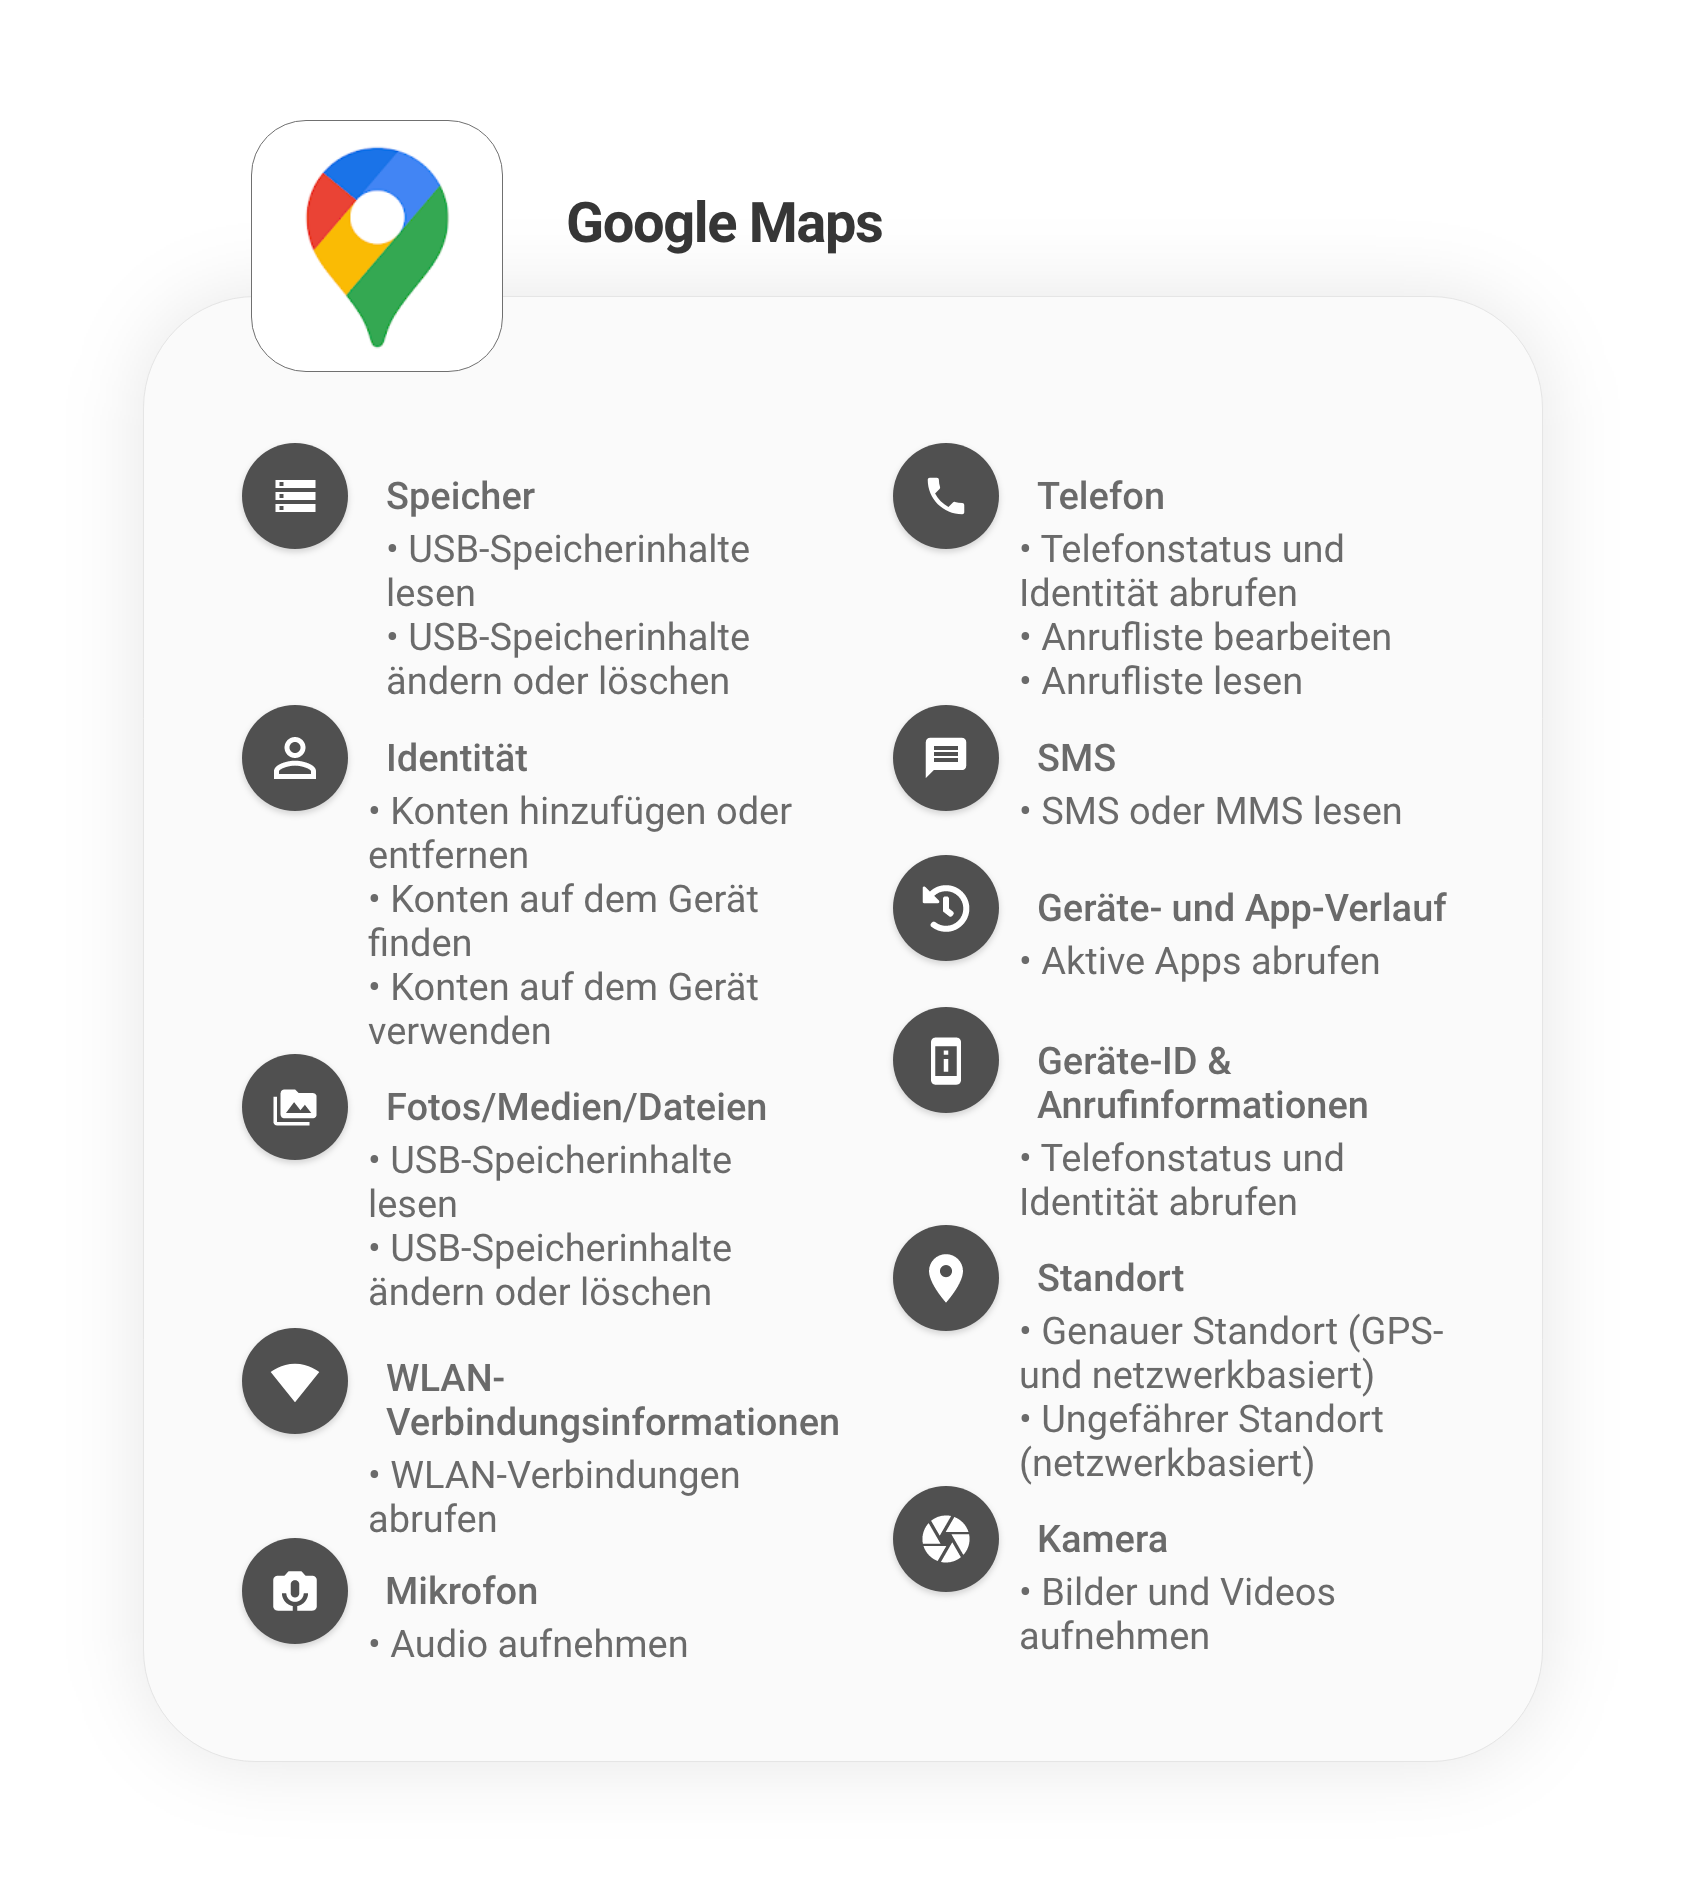 Google Maps
Speicher
• USB-Speicherinhalte
lesen
• USB-Speicherinhalte
ändern oder löschen
Identität
• Konten hinzufügen oder
entfernen
• Konten auf dem Gerät
finden
• Konten auf dem Gerät
verwenden
Fotos/Medien/Dateien
• USB-Speicherinhalte
lesen
• USB-Speicherinhalte
ändern oder löschen
WLAN-
Verbindungsinformationen
• WLAN-Verbindungen
abrufen
Mikrofon
• Audio aufnehmen
Telefon
• Telefonstatus und
Identität abrufen
• Anrufliste bearbeiten
• Anrufliste lesen
SMS
• SMS oder MMS lesen
Geräte- und App-Verlauf
• Aktive Apps abrufen
Geräte-ID &
Anrufinformationen
• Telefonstatus und
Identität abrufen
Standort
• Genauer Standort (GPS-
und netzwerkbasiert)
• Ungefährer Standort
(netzwerkbasiert)
Kamera
• Bilder und Videos
aufnehmen